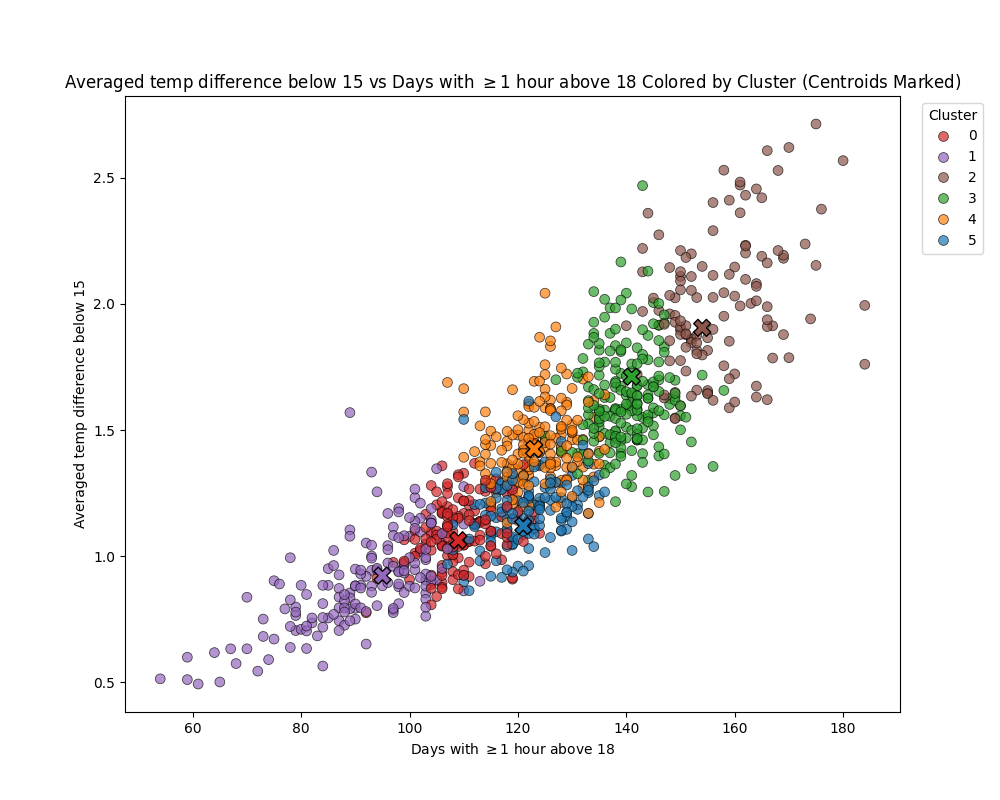 Averaged temp difference below 15 vs Days with ≥1 hour above 18 Colored by Cluster (Centroids Marked)
Cluster
0
1
2
3
4
5
Averaged temp difference below 15
2.5
2.0
1.5
1.0
0.5
60 80 100 120 140 160 180
Days with ≥1 hour above 18